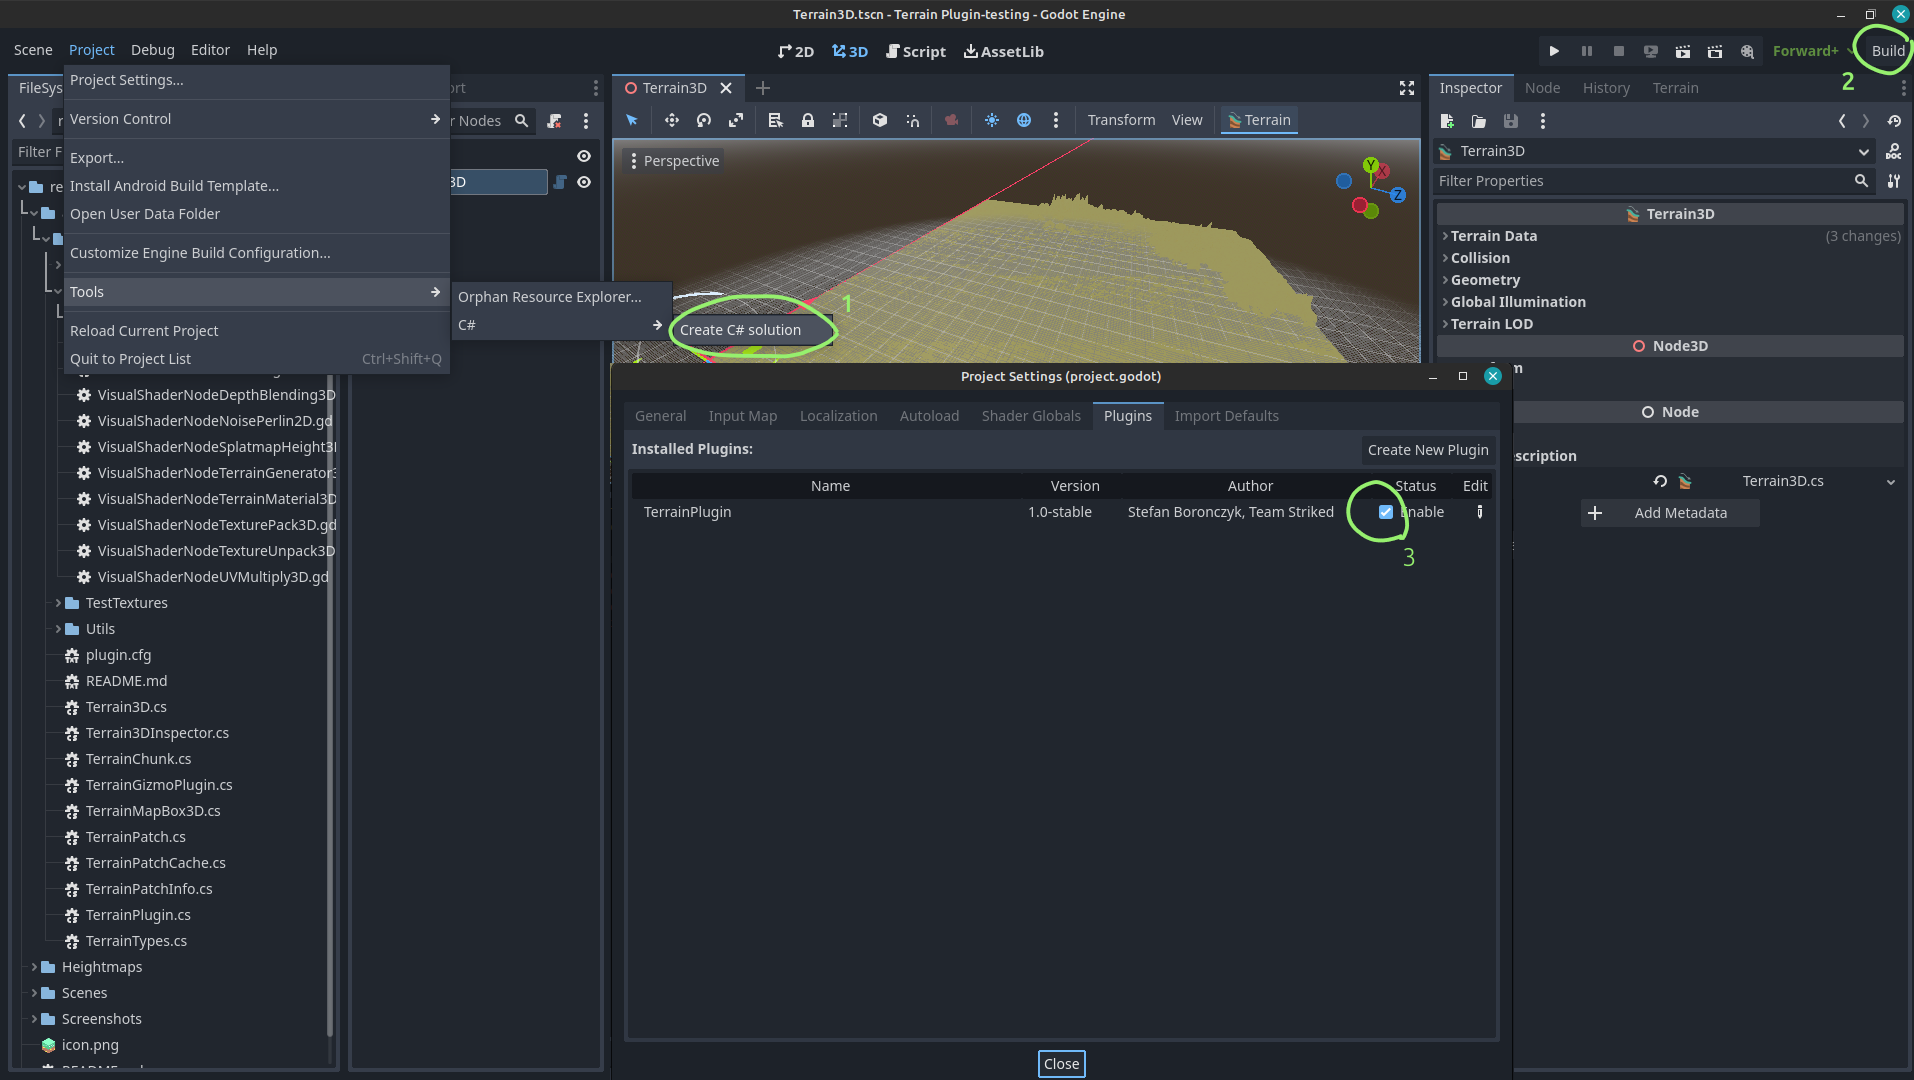 Terrain3D.tscn - Terrain Plugin-testing - Godot Engine
Scene Project Debug Editor Help
2D 3D Script AssetLib
Forward+ Build
2
FileSys
Project Settings...
Version Control
Export...
Install Android Build Template...
Open User Data Folder
Customize Engine Build Configuration...
Tools
Reload Current Project
Quit to Project List Ctrl+Shift+Q
Orphan Resource Explorer...
C#
Create C# solution
1
Nodes
Filter F
re
3D
VisualShaderNodeDepthBlending3D
VisualShaderNodeNoisePerlin2D.gd
VisualShaderNodeSplatmapHeight3
VisualShaderNodeTerrainGenerator3
VisualShaderNodeTerrainMaterial3D
VisualShaderNodeTexturePack3D.gd
VisualShaderNodeTextureUnpack3D
VisualShaderNodeUVMultiply3D.gd
TestTextures
Utils
plugin.cfg
README.md
Terrain3D.cs
Terrain3DInspector.cs
TerrainChunk.cs
TerrainGizmoPlugin.cs
TerrainMapBox3D.cs
TerrainPatch.cs
TerrainPatchCache.cs
TerrainPatchInfo.cs
TerrainPlugin.cs
TerrainTypes.cs
Heightmaps
Scenes
Screenshots
icon.png
Terrain3D
Transform View Terrain
Perspective
Y X Z
Inspector Node History Terrain
Terrain3D
Filter Properties
Terrain3D
Terrain Data (3 changes)
Collision
Geometry
Global Illumination
Terrain LOD
Node3D
m
Node
scription
Terrain3D.cs
Add Metadata
Project Settings (project.godot)
General Input Map Localization Autoload Shader Globals Plugins Import Defaults
Installed Plugins: Create New Plugin
Name Version Author Status Edit
TerrainPlugin 1.0-stable Stefan Boronczyk, Team Striked Enable
3
Close